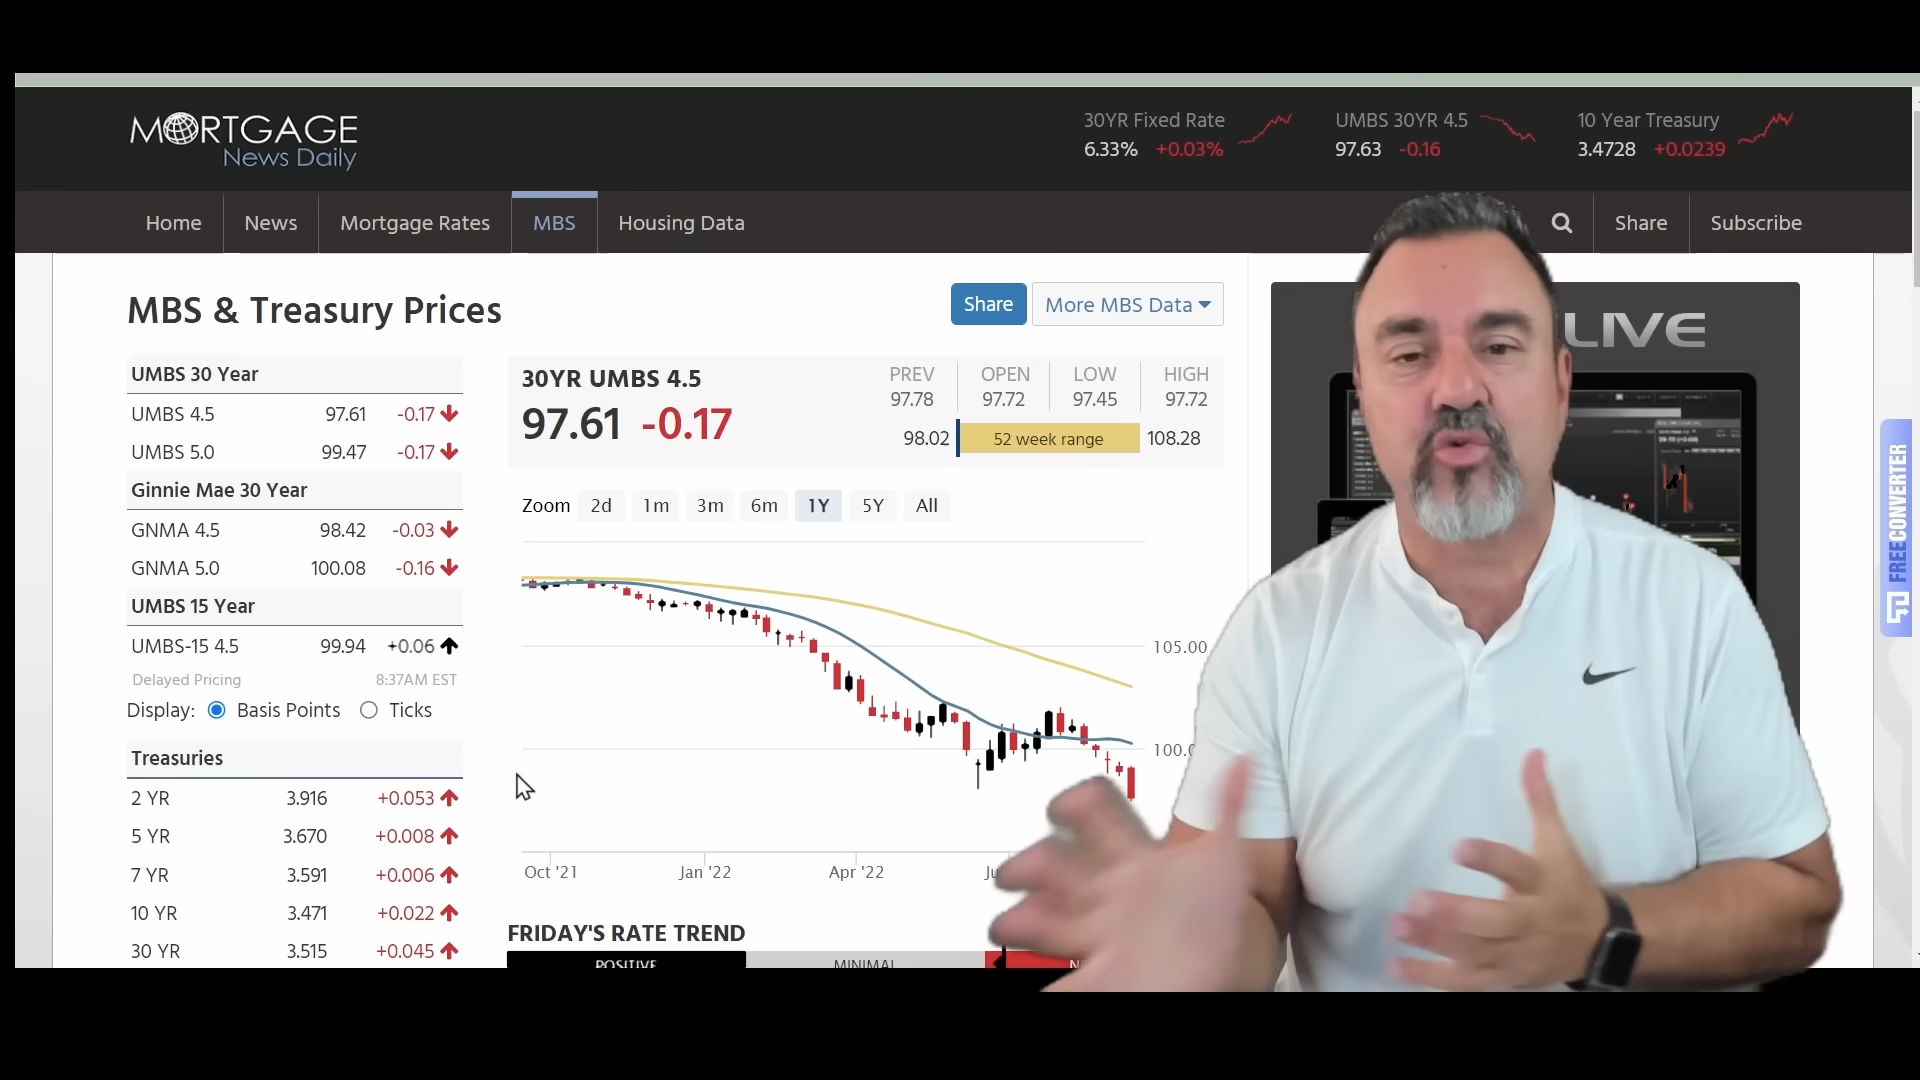 MORTGAGE
News Daily
30YR Fixed Rate
6.33% +0.03%
UMBS 30YR 4.5
97.63 -0.16
10 Year Treasury
3.4728 +0.0239
Home News Mortgage Rates MBS Housing Data Share Subscribe
MBS & Treasury Prices
Share More MBS Data
LIVE
UMBS 30 Year
UMBS 4.5 97.61 -0.17
UMBS 5.0 99.47 -0.17
Ginnie Mae 30 Year
GNMA 4.5 98.42 -0.03
GNMA 5.0 100.08 -0.16
UMBS 15 Year
UMBS-15 4.5 99.94 +0.06
Delayed Pricing 8:37AM EST
Display: Basis Points Ticks
Treasuries
2 YR 3.916 +0.053
5 YR 3.670 +0.008
7 YR 3.591 +0.006
10 YR 3.471 +0.022
30 YR 3.515 +0.045
30YR UMBS 4.5
97.61 -0.17
PREV OPEN LOW HIGH
97.78 97.72 97.45 97.72
98.02 52 week range 108.28
Zoom 2d 1m 3m 6m 1Y 5Y All
105.00
100.0
Oct '21 Jan '22 Apr '22 Ju
FRIDAY'S RATE TREND
POSITIVE MINIMAL
FREECONVERTER